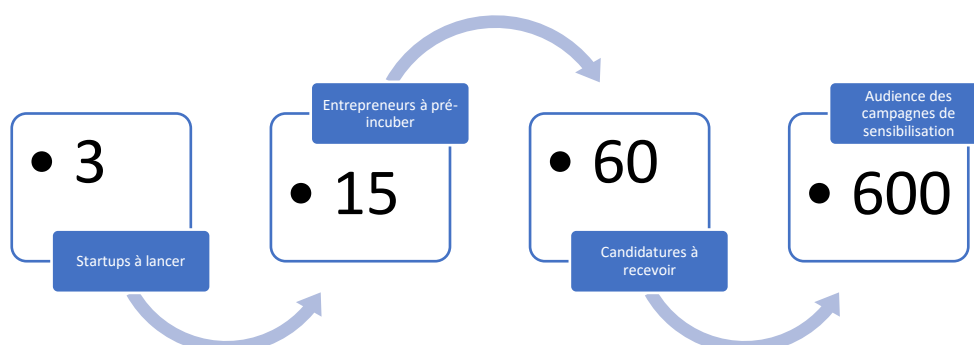 • 3
Startups à lancer
Entrepreneurs à pré-
incuber
• 15
• 60
Candidatures à
recevoir
Audience des
campagnes de
sensibilisation
• 600